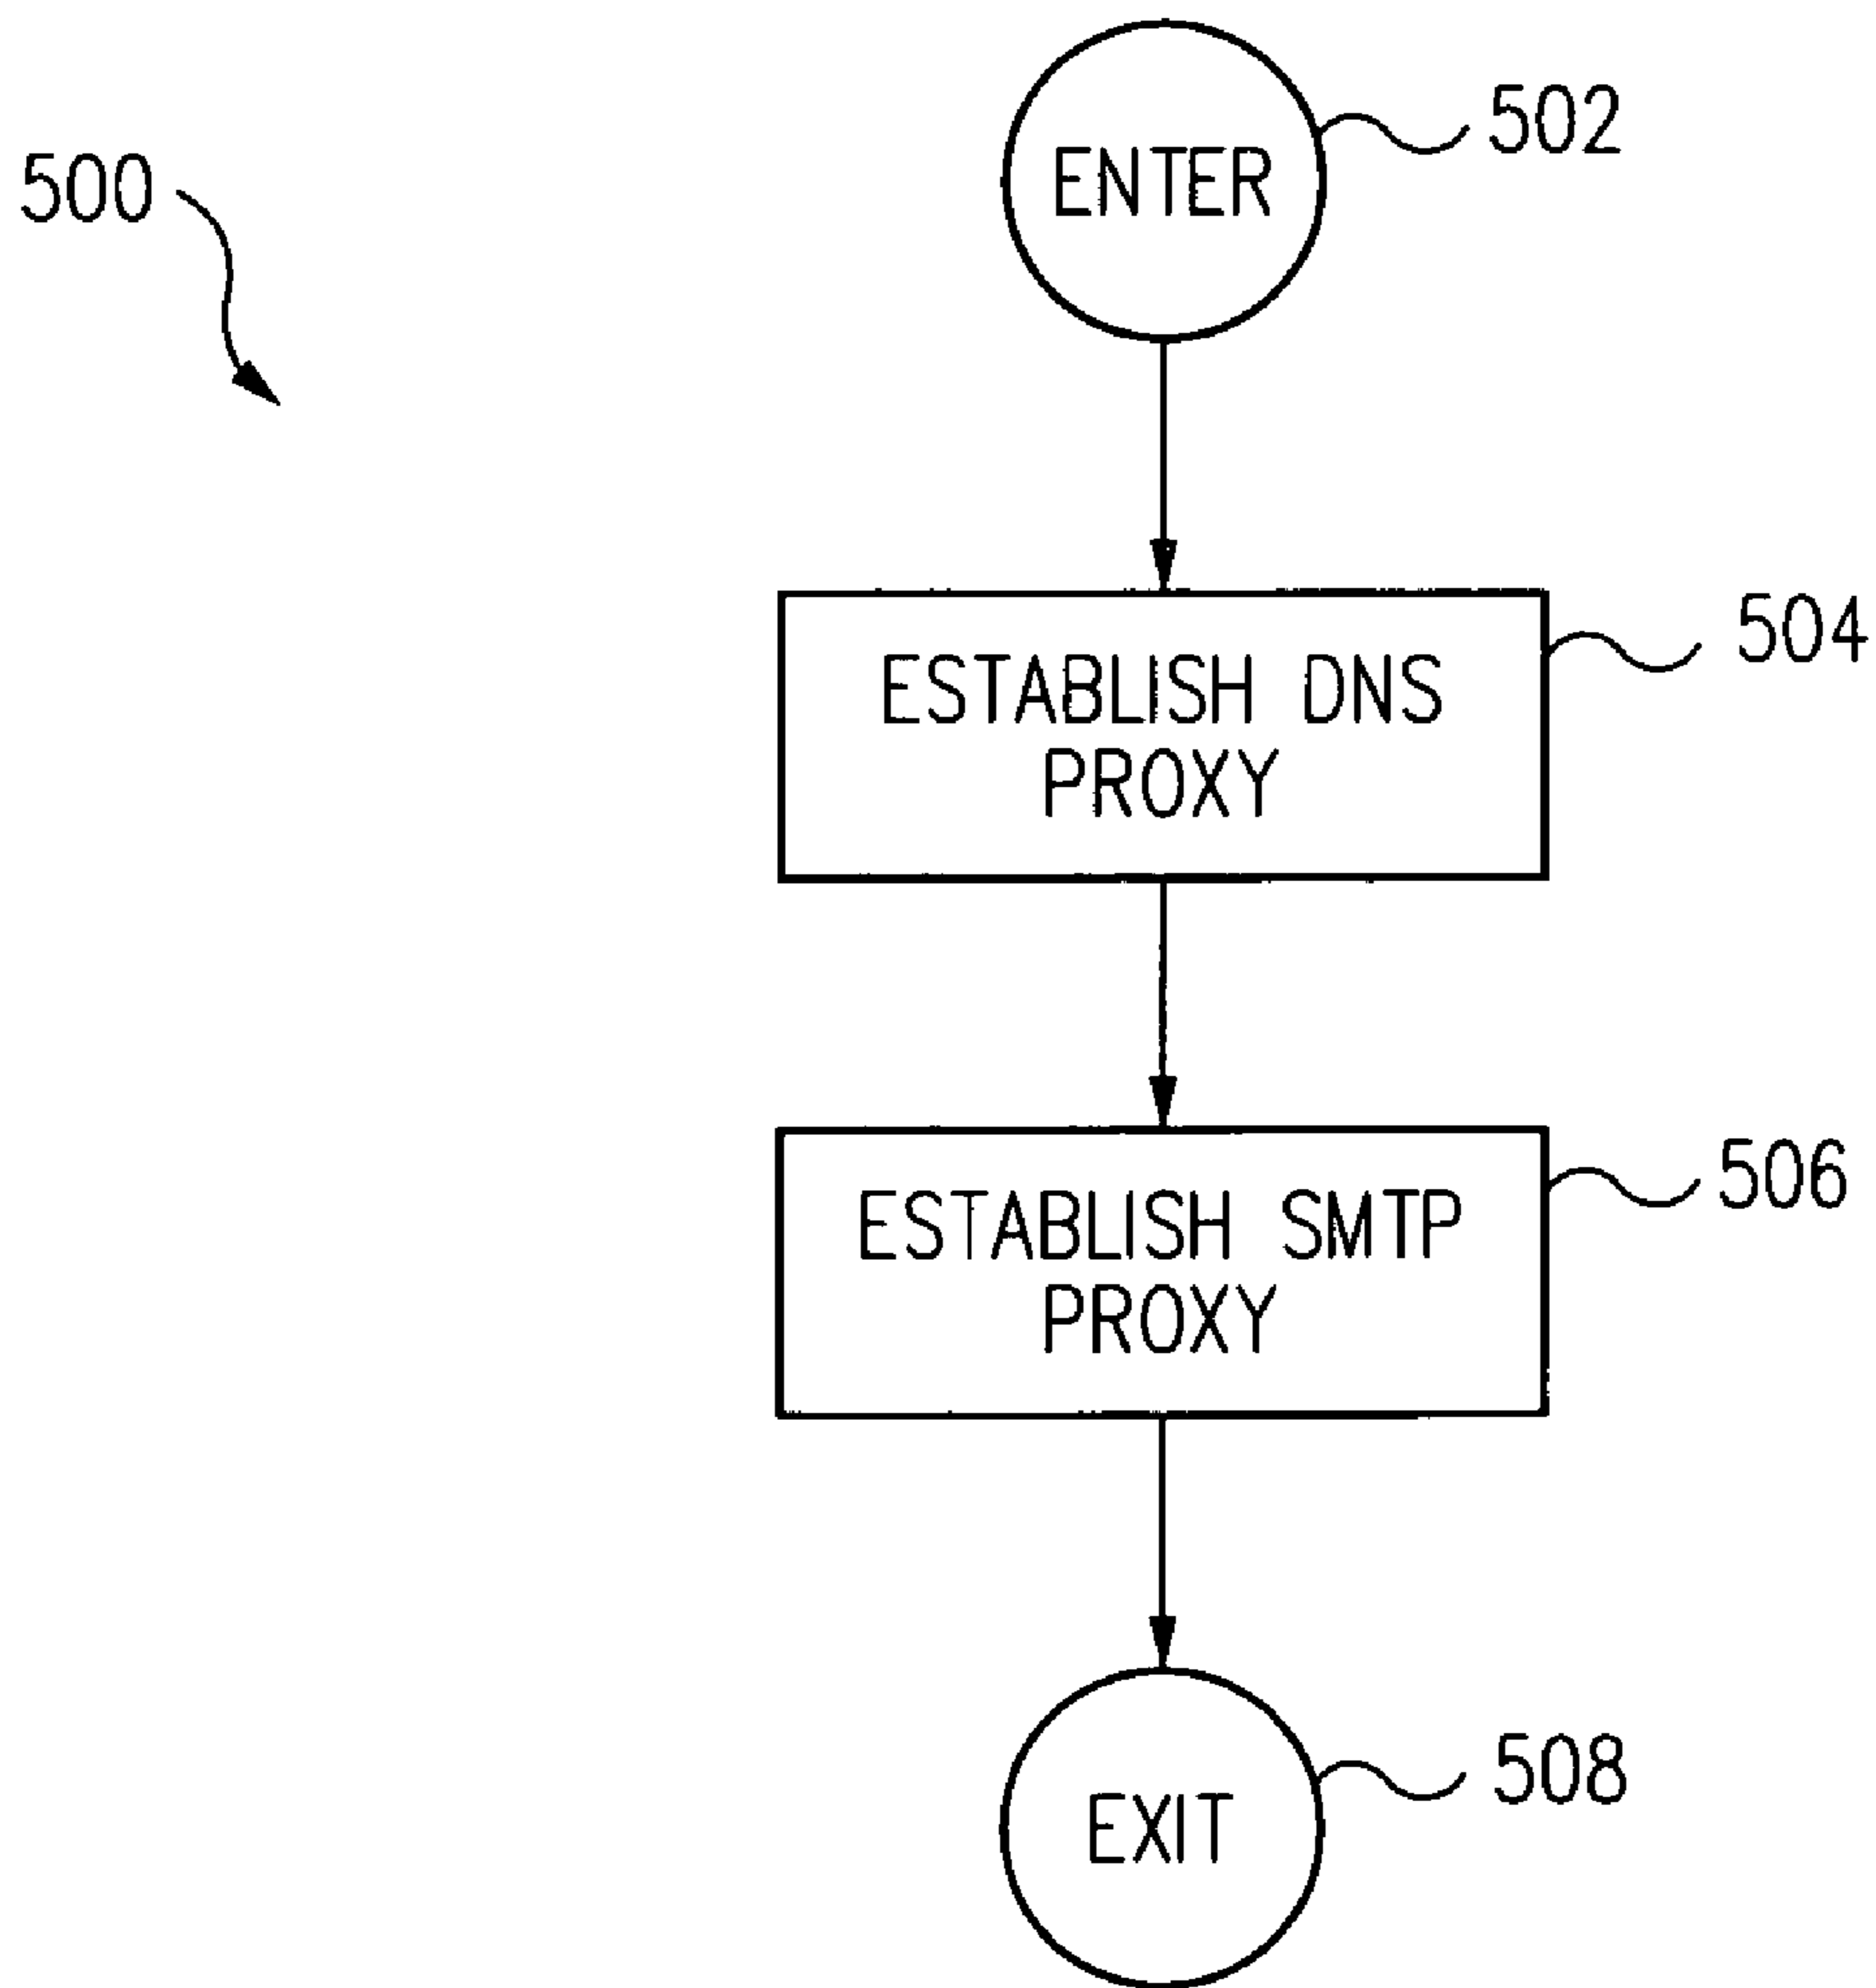 502
ENTER
500
504
ESTABLISH DNS
PROXY
506
ESTABLISH SMTP
PROXY
508
EXIT